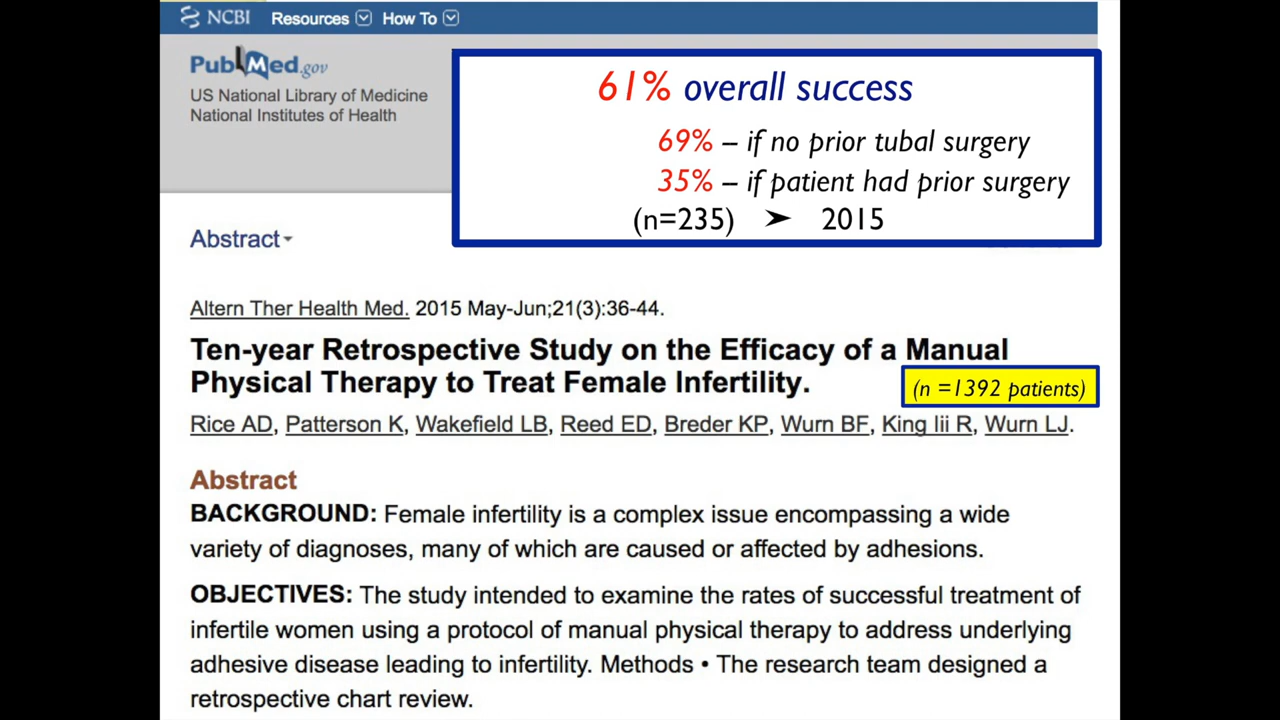 NCBI Resources How To
PubMed.gov
US National Library of Medicine
National Institutes of Health
61% overall success
69% – if no prior tubal surgery
35% – if patient had prior surgery
(n=235) ➤ 2015
Abstract
Altern Ther Health Med. 2015 May-Jun;21(3):36-44.
Ten-year Retrospective Study on the Efficacy of a Manual
Physical Therapy to Treat Female Infertility.
(n =1392 patients)
Rice AD, Patterson K, Wakefield LB, Reed ED, Breder KP, Wurn BF, King Iii R, Wurn LJ.
Abstract
BACKGROUND: Female infertility is a complex issue encompassing a wide
variety of diagnoses, many of which are caused or affected by adhesions.
OBJECTIVES: The study intended to examine the rates of successful treatment of
infertile women using a protocol of manual physical therapy to address underlying
adhesive disease leading to infertility. Methods • The research team designed a
retrospective chart review.